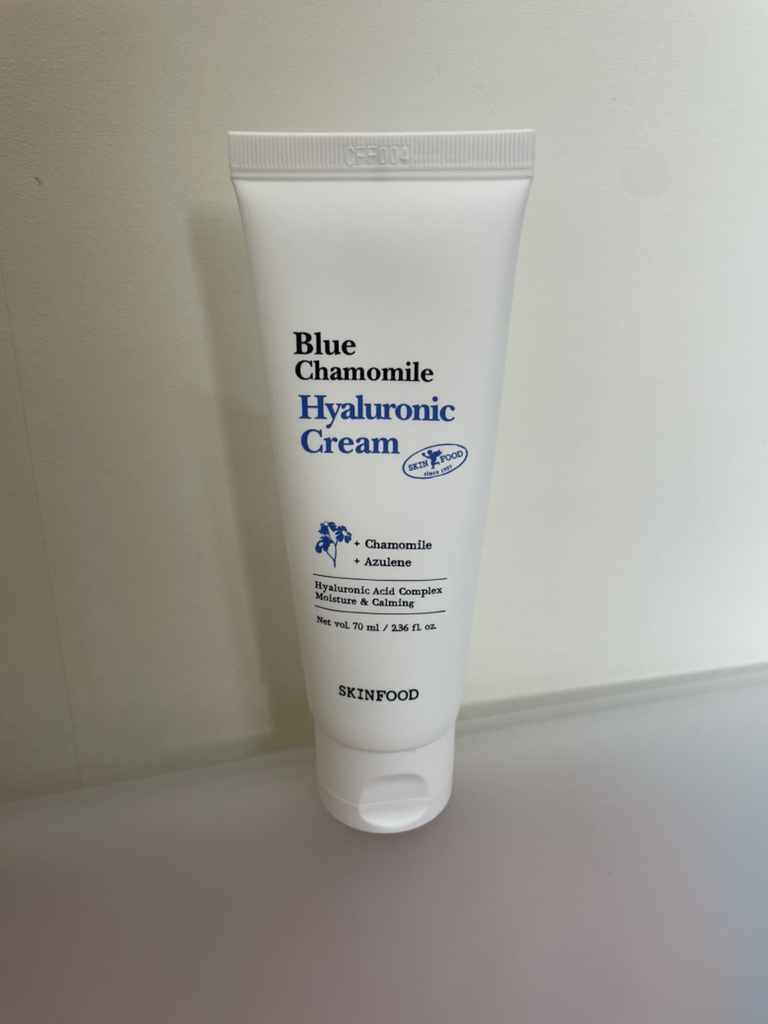 CFF004
Blue
Chamomile
Hyaluronic
Cream
SKIN FOOD
since 1957
+ Chamomile
+ Azulene
Hyaluronic Acid Complex
Moisture & Calming
Net vol. 70 ml / 2.36 fl. oz.
SKINFOOD